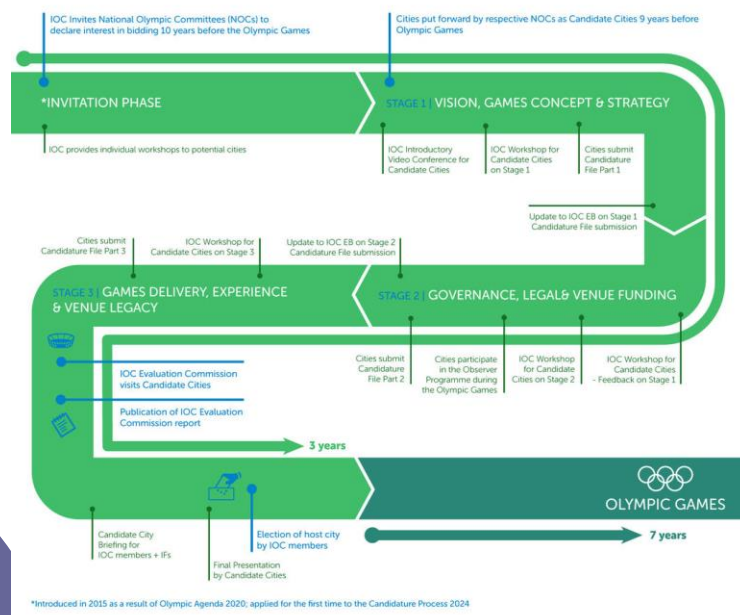 IOC Invites National Olympic Committees (NOCs) to
declare interest in bidding 10 years before the Olympic Games
Cities put forward by respective NOCs as Candidate Cities 9 years before
Olympic Games
*INVITATION PHASE
STAGE 1 | VISION, GAMES CONCEPT & STRATEGY
IOC provides individual workshops to potential cities
IOC Introductory
Video Conference for
Candidate Cities
IOC Workshop for
Candidate Cities
on Stage 1
Cities submit
Candidature
File Part 1
Update to IOC EB on Stage 1
Candidature File submission
Cities submit
Candidature File Part 3
IOC Workshop for
Candidate Cities on Stage 3
Update to IOC EB on Stage 2
Candidature File submission
STAGE 3 | GAMES DELIVERY, EXPERIENCE
& VENUE LEGACY
STAGE 2 | GOVERNANCE, LEGAL& VENUE FUNDING
Cities submit
Candidature
File Part 2
Cities participate
in the Observer
Programme during
the Olympic Games
IOC Workshop
for Candidate
Cities on Stage 2
IOC Workshop for
Candidate Cities
- Feedback on Stage 1
IOC Evaluation Commission
visits Candidate Cities
Publication of IOC Evaluation
Commission report
3 years
OLYMPIC GAMES
7 years
Candidate City
Briefing for
IOC members + IFs
Final Presentation
by Candidate Cities
Election of host city
by IOC members
*Introduced in 2015 as a result of Olympic Agenda 2020; applied for the first time to the Candidature Process 2024